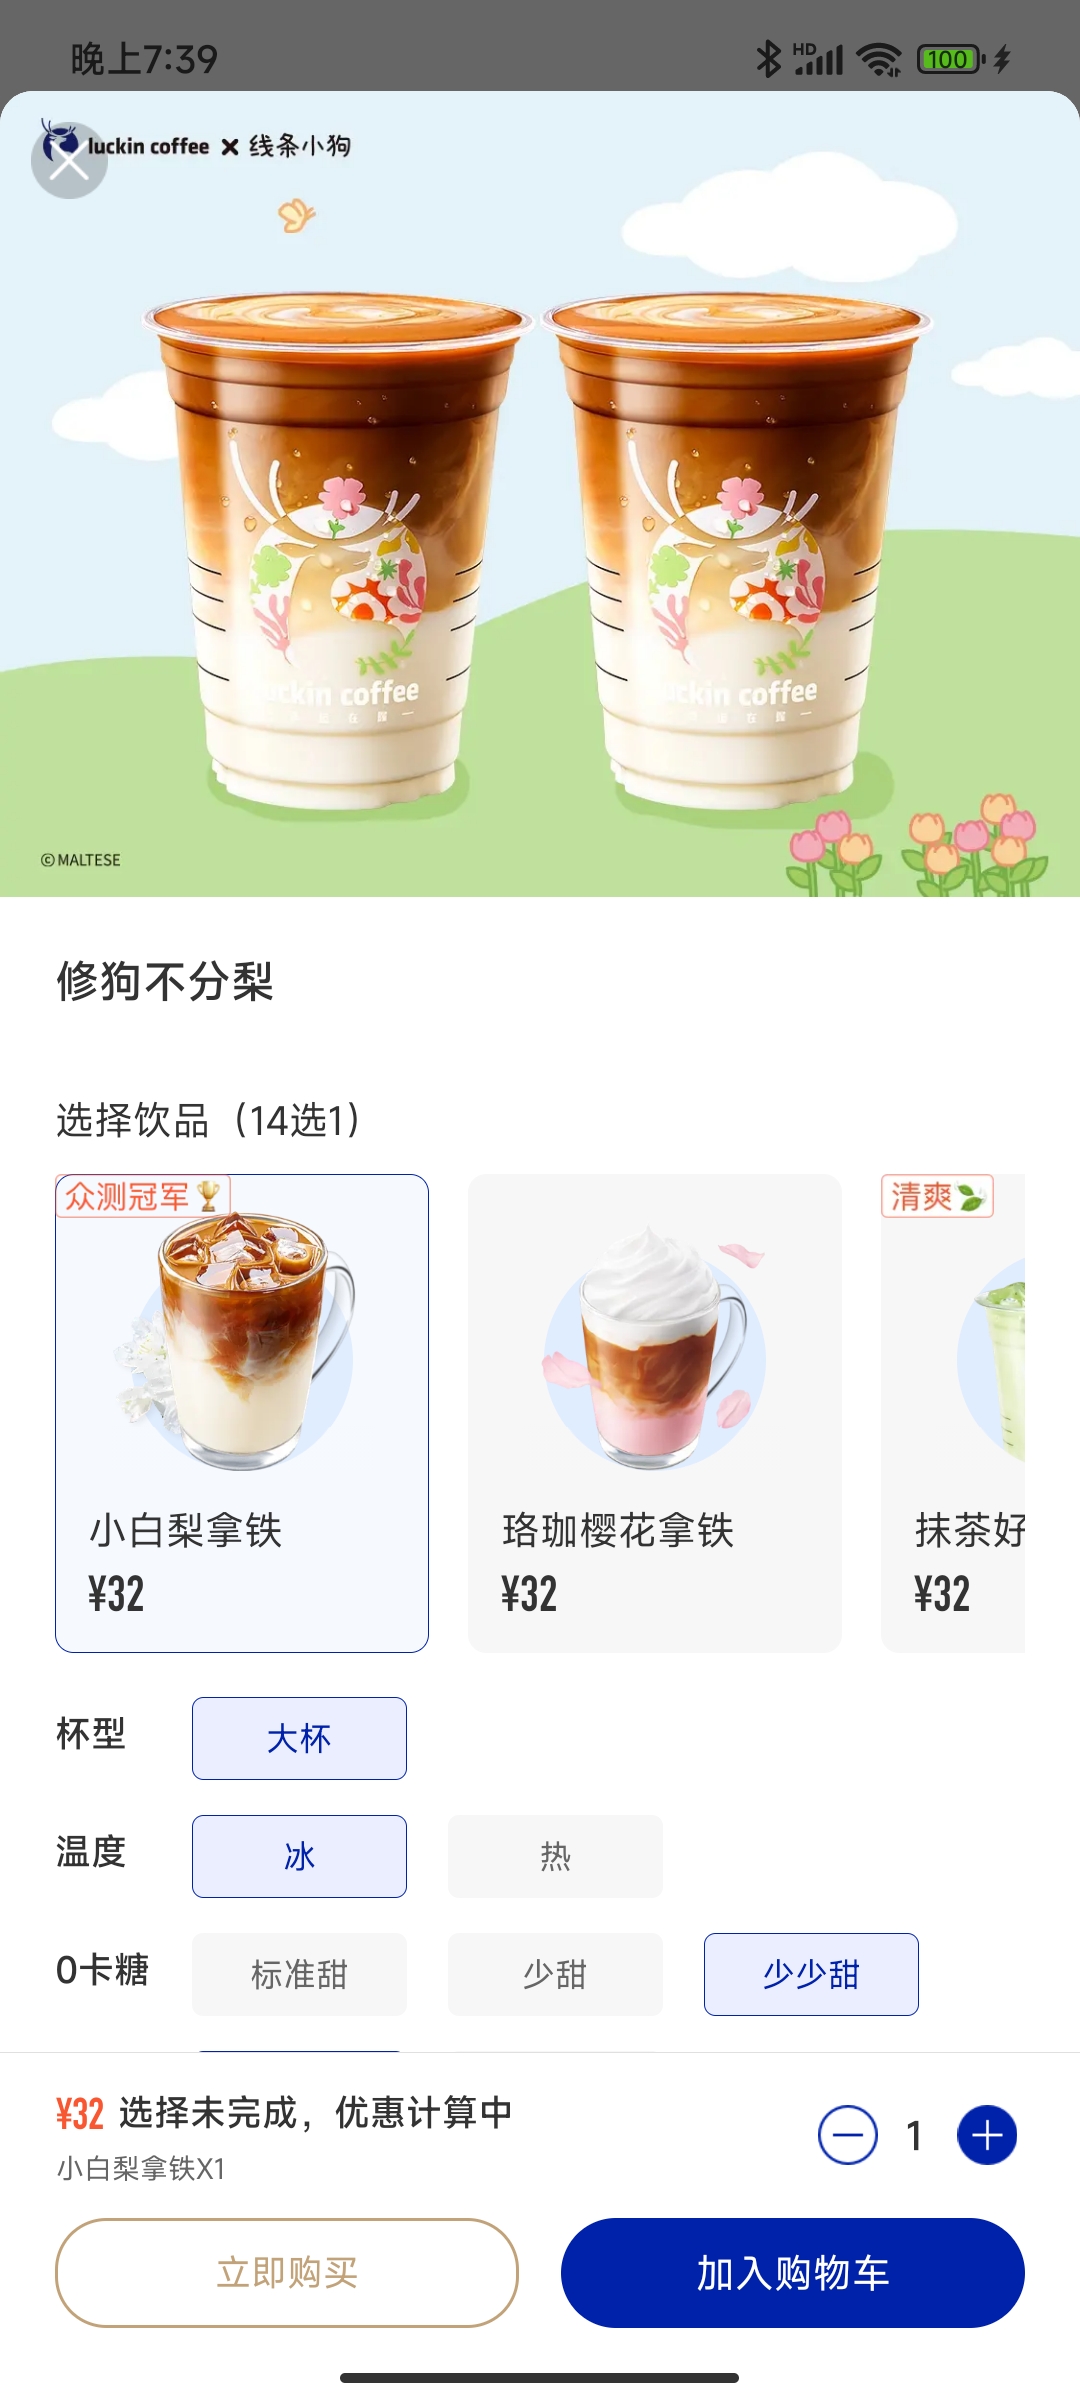 晚上7:39
HD
100
luckin coffee × 线条小狗
luckin coffee
luckin coffee
©MALTESE
修狗不分梨
选择饮品（14选1）
众测冠军
清爽
小白梨拿铁
珞珈樱花拿铁
抹茶好
¥32
¥32
¥32
杯型
大杯
温度
冰
热
0卡糖
标准甜
少甜
少少甜
¥32 选择未完成，优惠计算中
小白梨拿铁X1
1
立即购买
加入购物车